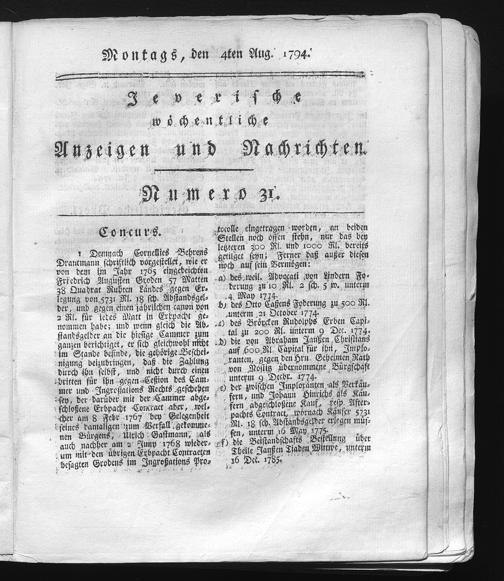 Montags, den 4ten Aug. 1794.
Jeverische
wöchentliche
Anzeigen und Nachrichten.
Numero 31.
Concurs.
1 Demnach Cornellies Behrens
Drantmann schriftlich vorgestellet, wie er
von dem im Jahr 1765 eingedeichten
Friedrich Augusten Groden 57 Matten
38 Quadrat Ruthen Landes gegen Er-
legung von 5731 Rl. 18 sch. Abstandsgel-
der, und gegen einen jährlichen canon von
2 Rl. für jedes Matt in Erbpacht ge-
nommen habe; und wenn gleich die Ab-
standsgelder an die hiesige Cammer zum
ganzen berichtiget, er sich gleichwohl nicht
im Stande befinde, die gehörige Beschei-
nigung beizubringen, daß die Zahlung
durch ihn selbst, und nicht durch einen
dritten für ihn gegen Cession des Cam-
mer und Ingrossations Rechts geschehen
sey, der darüber mit der Cammer abge-
schlossene Erbpacht Contract aber, wel-
cher am 8 Febr 1767 bey Gelegenheit
seines damaligen zum Verfall gekomme-
nen Bürgens, Ulrich Gastmann, als
auch nachher am 2 Juny 1768 wieder-
um mit den übrigen Erbpacht Contracten
besagten Grodens im Ingrossations Pro-
tocolle eingetragen worden, an beiden
Stellen noch offen stehn, nur das bey
letzteren 300 Rl. und 1000 Rl. bereits
getilget seyn; Ferner daß ausser diesen
noch auf sein Vermögen:
a) des weil. Advocati von Lindern Fo-
derung zu 10 Rl. 2 sch. 5 w. unterm
4 May 1774.
b) des Otto Cassens Foderung zu 500 Rl.
unterm 21 October 1774.
c) des Bröpcken Rudolphs Erben Capi-
tal zu 200 Rl. unterm 9 Dec. 1774.
d) die von Abraham Janßen Christians
auf 600 Rl Capital für ihn, Implo-
ranten, gegen den Hrn. Geheimen Rath
von Nositz übernommene Bürgschaft
unterm 9 Decbr. 1774.
e) der zwischen Imploranten als Verkäu-
fern, und Johann Hinrichs als Käu-
fern abgeschlossene Kauf, resp. After-
pachts Contract, wornach Käufer 5731
Rl. 18 sch. Abstandsgelder erlegen müs-
sen, unterm 16 May 1775.
f) die Beistandschafts Bestellung über
Theile Janssen Tiaden Wittwe, unterm
16 Dec. 1785.